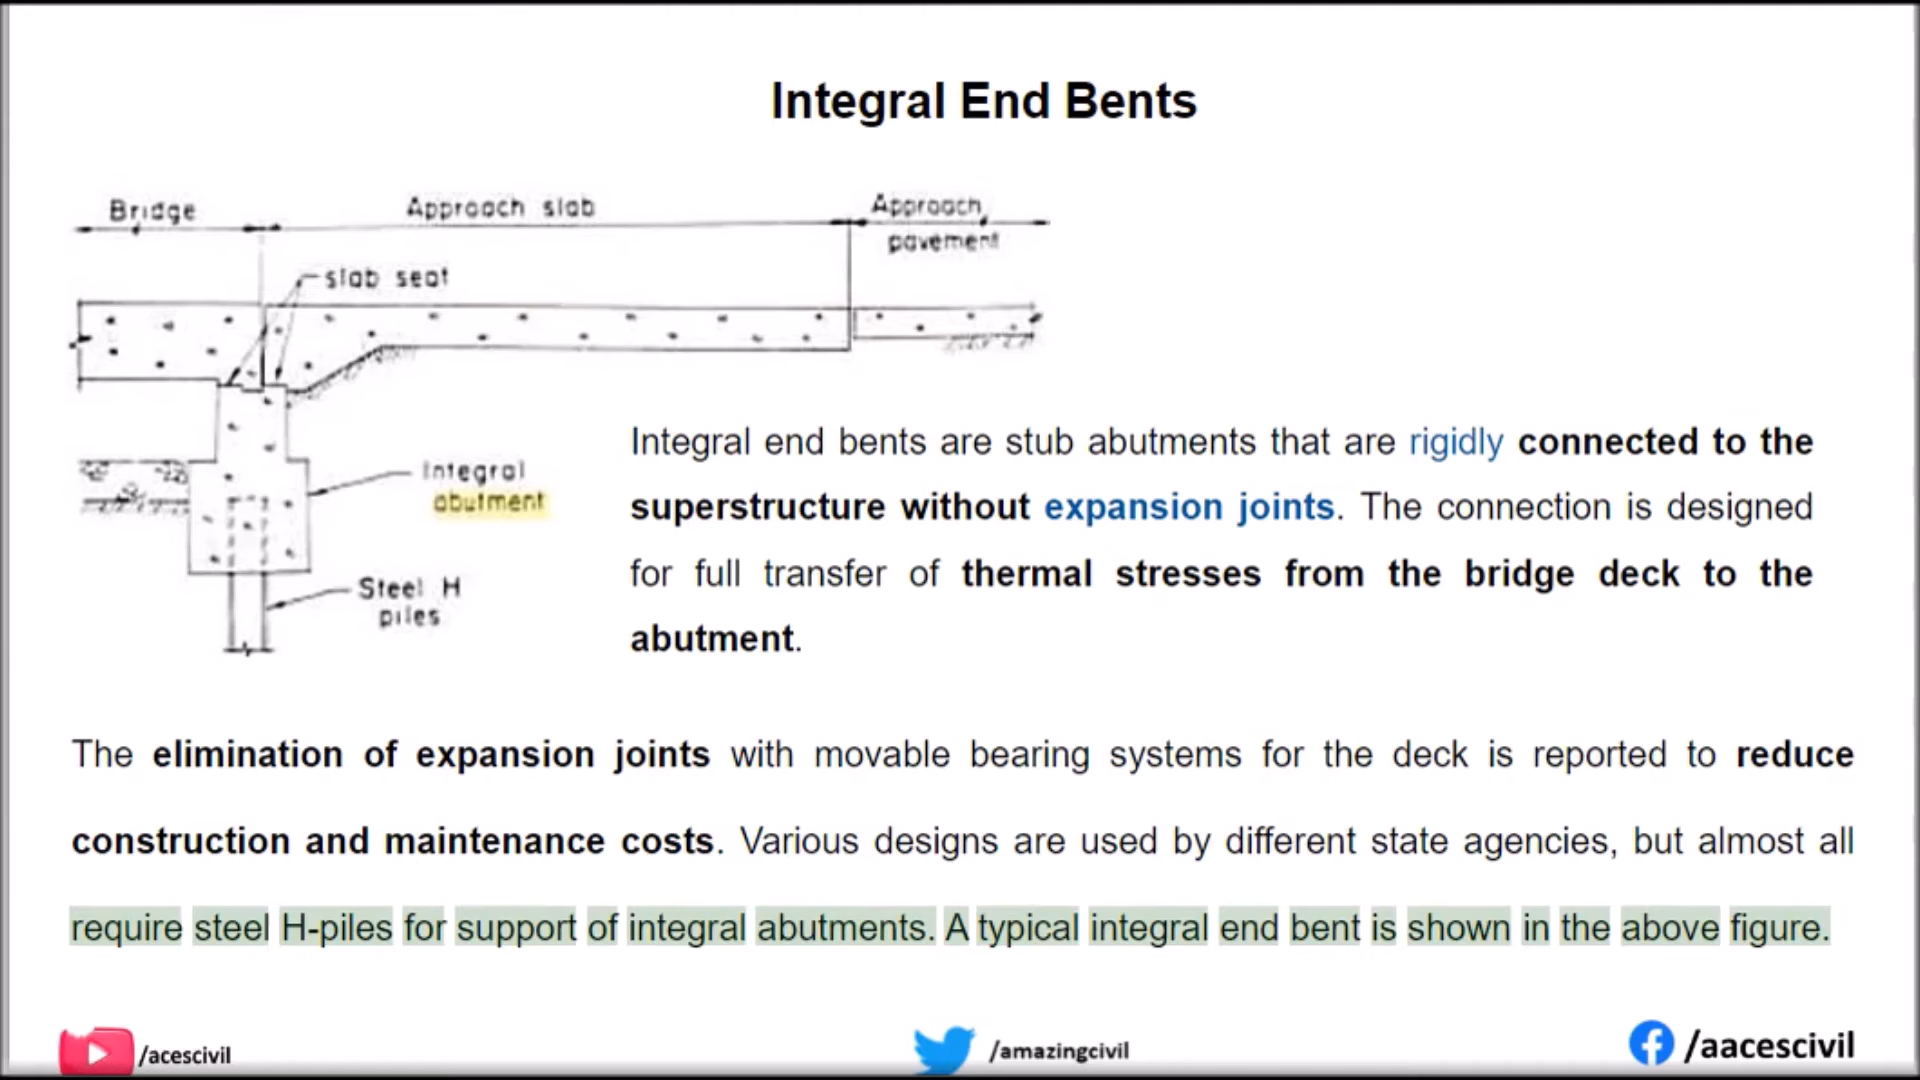 Integral End Bents
Bridge
Approach slab
Approach
pavement
slab seat
Integral
abutment
Steel H
piles
Integral end bents are stub abutments that are rigidly connected to the
superstructure without expansion joints. The connection is designed
for full transfer of thermal stresses from the bridge deck to the
abutment.
The elimination of expansion joints with movable bearing systems for the deck is reported to reduce
construction and maintenance costs. Various designs are used by different state agencies, but almost all
require steel H-piles for support of integral abutments. A typical integral end bent is shown in the above figure.
/acescivil
/amazingcivil
/aacescivil